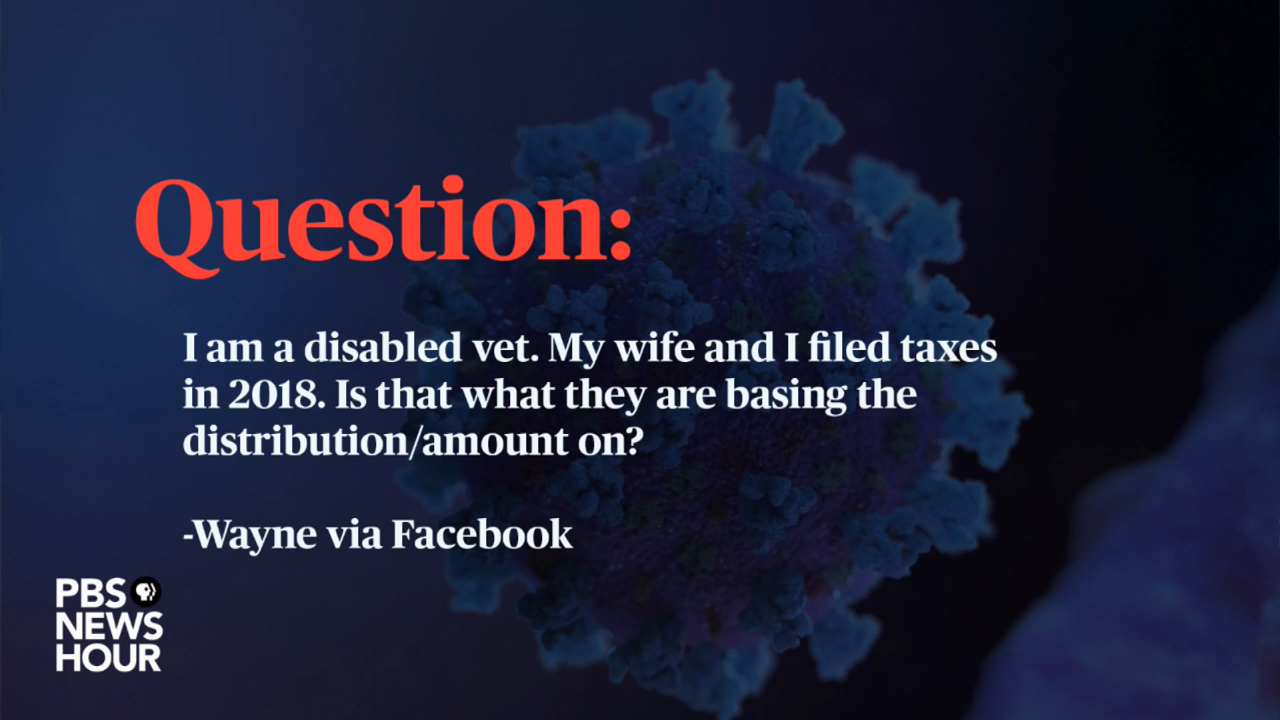 Question:
I am a disabled vet. My wife and I filed taxes
in 2018. Is that what they are basing the
distribution/amount on?
-Wayne via Facebook
PBS
NEWS
HOUR